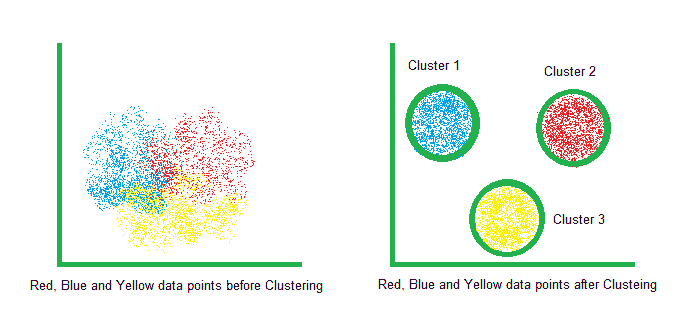 Cluster 1
Cluster 2
Cluster 3
Red, Blue and Yellow data points before Clustering
Red, Blue and Yellow data points after Clusteing